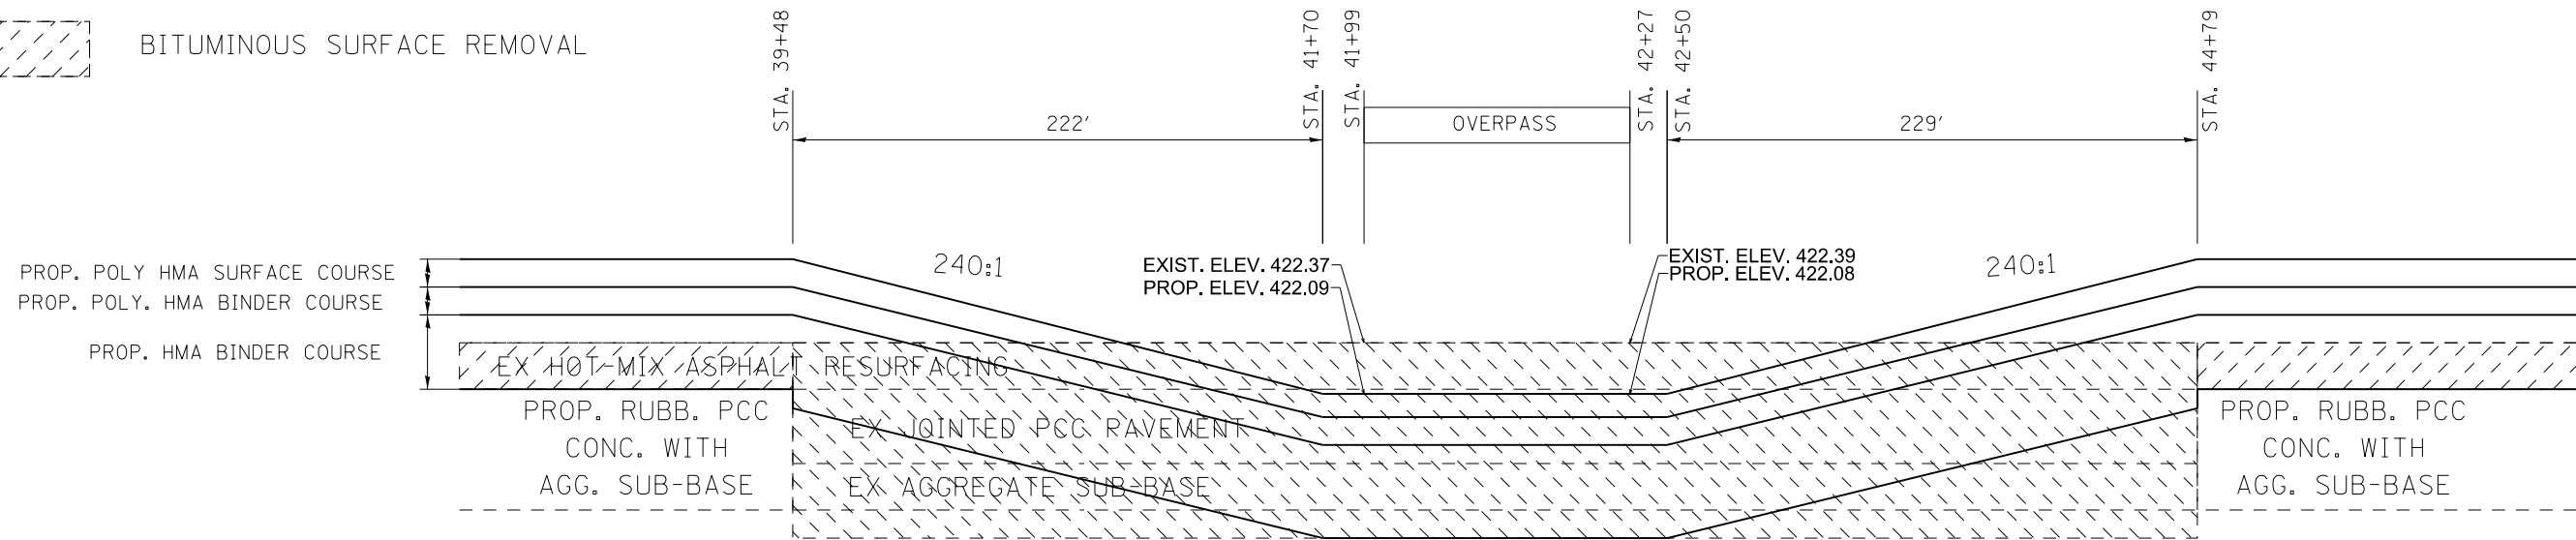 BITUMINOUS SURFACE REMOVAL
STA. 39+48
STA. 41+70
STA. 41+99
STA. 42+27
STA. 42+50
STA. 44+79
222'
OVERPASS
229'
PROP. POLY HMA SURFACE COURSE
PROP. POLY. HMA BINDER COURSE
PROP. HMA BINDER COURSE
240:1
EXIST. ELEV. 422.37
PROP. ELEV. 422.09
EXIST. ELEV. 422.39
PROP. ELEV. 422.08
240:1
EX HOT-MIX ASPHALT RESURFACING
PROP. RUBB. PCC
CONC. WITH
AGG. SUB-BASE
EX JOINTED PCC PAVEMENT
EX AGGREGATE SUB-BASE
PROP. RUBB. PCC
CONC. WITH
AGG. SUB-BASE